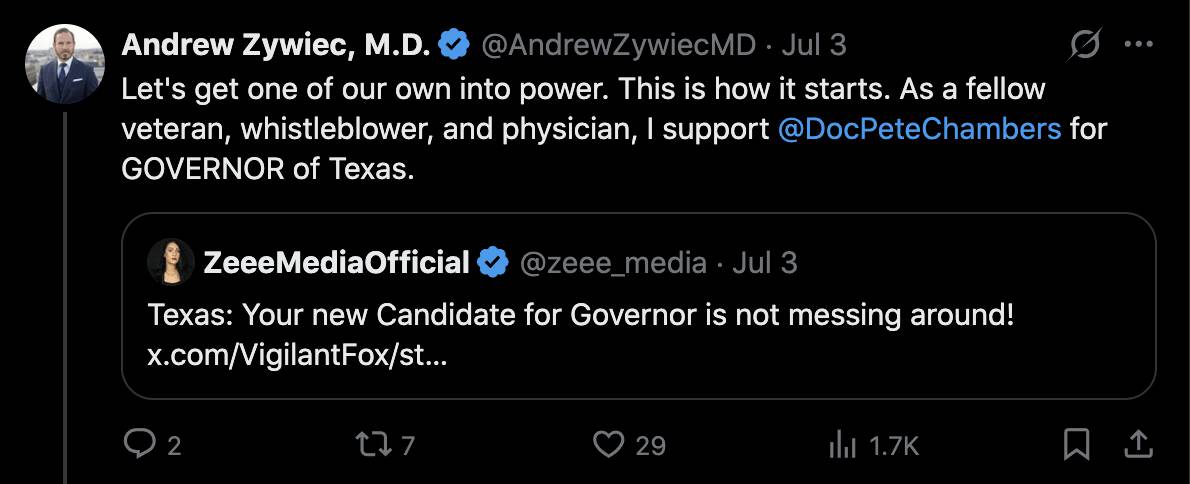 Andrew Zywiec, M.D. @AndrewZywiecMD · Jul 3
Let's get one of our own into power. This is how it starts. As a fellow
veteran, whistleblower, and physician, I support @DocPeteChambers for
GOVERNOR of Texas.
ZeeeMediaOfficial @zeee_media · Jul 3
Texas: Your new Candidate for Governor is not messing around!
x.com/VigilantFox/st...
2 7 29 1.7K